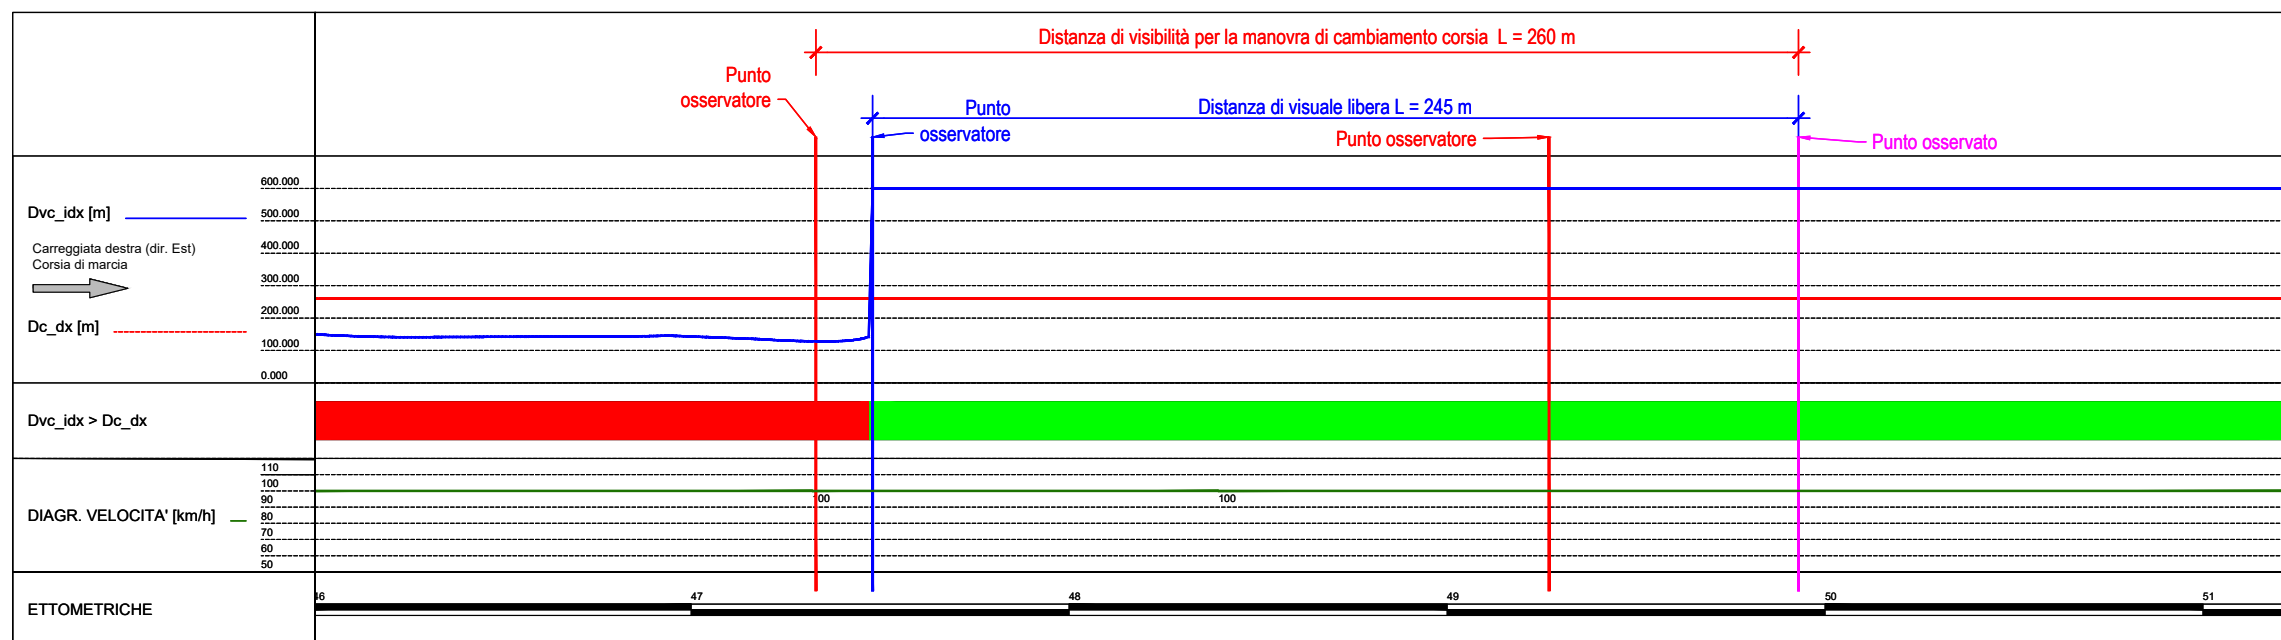 Distanza di visibilità per la manovra di cambiamento corsia L = 260 m
Punto
osservatore
Punto
osservatore
Distanza di visuale libera L = 245 m
Punto osservatore
Punto osservato
Dvc_idx [m]
Carreggiata destra (dir. Est)
Corsia di marcia
Dc_dx [m]
600.000
500.000
400.000
300.000
200.000
100.000
0.000
Dvc_idx > Dc_dx
DIAGR. VELOCITA' [km/h]
110
100
90
80
70
60
50
100
100
ETTOMETRICHE
46
47
48
49
50
51